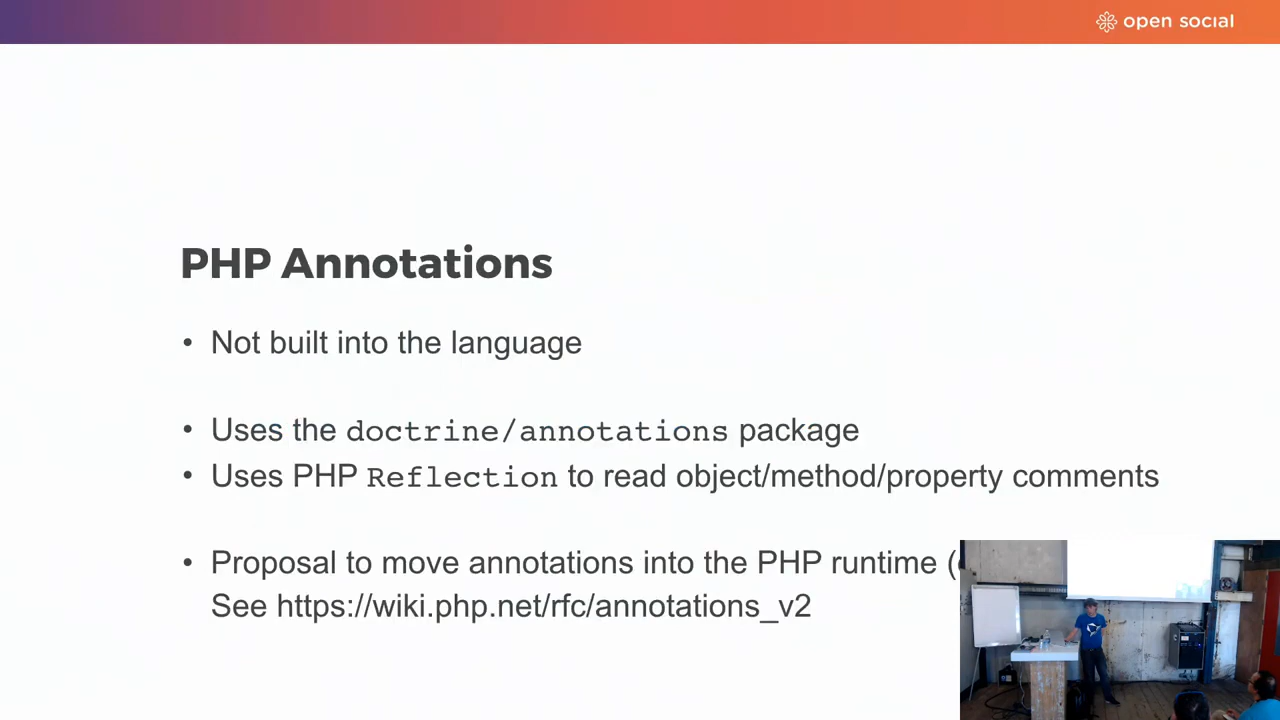 open social
PHP Annotations
• Not built into the language
• Uses the doctrine/annotations package
• Uses PHP Reflection to read object/method/property comments
• Proposal to move annotations into the PHP runtime (
See https://wiki.php.net/rfc/annotations_v2